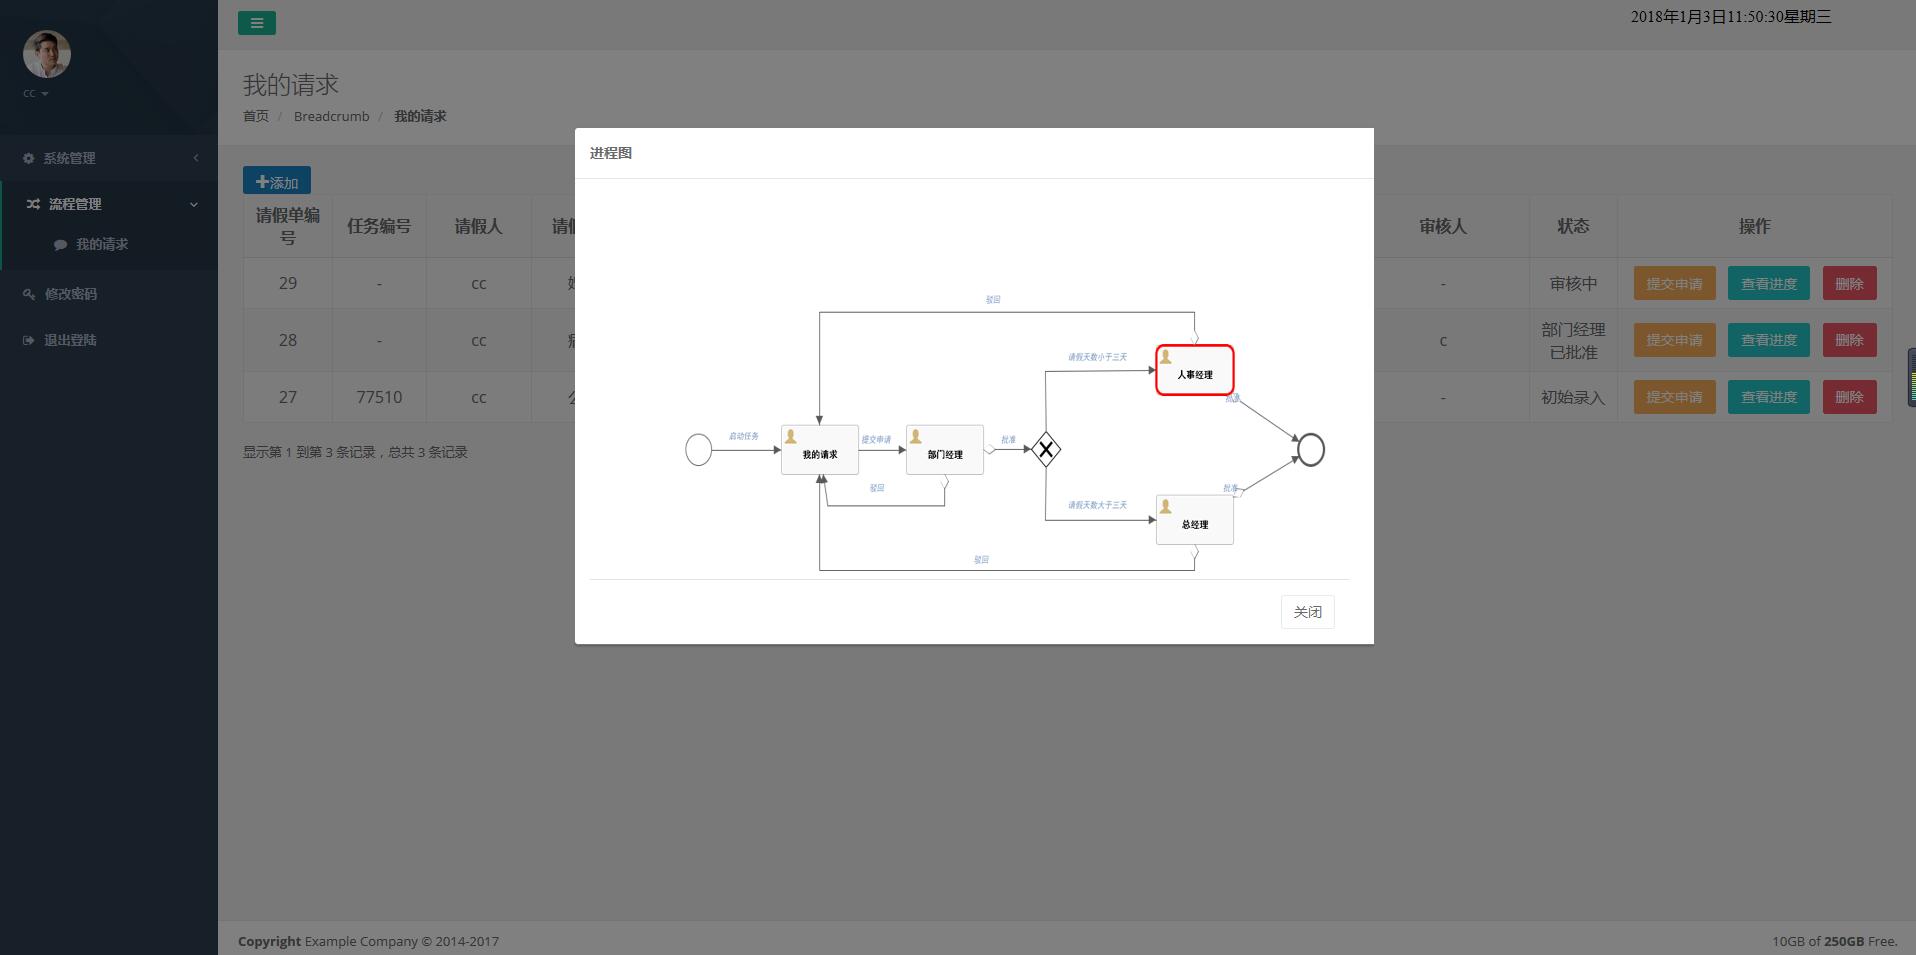 2018年1月3日11:50:30星期三
cc
系统管理
流程管理
我的请求
修改密码
退出登陆
我的请求
首页 / Breadcrumb / 我的请求
添加
请假单编号 任务编号 请假人 请假 审核人 状态 操作
29 - cc - 审核中 提交申请 查看进度 删除
28 - cc c 部门经理已批准 提交申请 查看进度 删除
27 77510 cc - 初始录入 提交申请 查看进度 删除
显示第 1 到第 3 条记录，总共 3 条记录
进程图
驳回
请假天数小于三天
人事经理
批准
启动任务
我的请求
提交申请
部门经理
批准
驳回
请假天数大于三天
批准
总经理
驳回
关闭
Copyright Example Company © 2014-2017
10GB of 250GB Free.